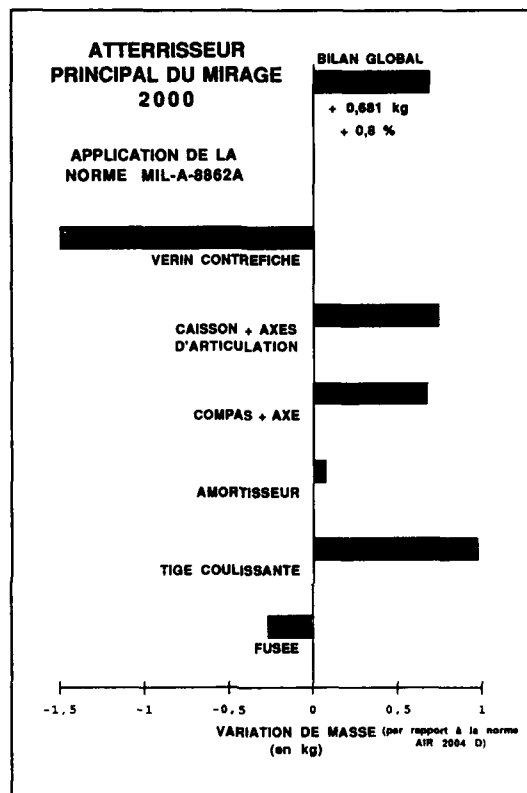 ATTERRISSEUR
PRINCIPAL DU MIRAGE
2000
BILAN GLOBAL
+ 0,681 kg
+ 0,8 %
APPLICATION DE LA
NORME MIL-A-8862A
VERIN CONTREFICHE
CAISSON + AXES
D'ARTICULATION
COMPAS + AXE
AMORTISSEUR
TIGE COULISSANTE
FUSEE
-1,5 -1 -0,5 0 0,5 1
VARIATION DE MASSE (par rapport à la norme
(en kg) AIR 2004 D)